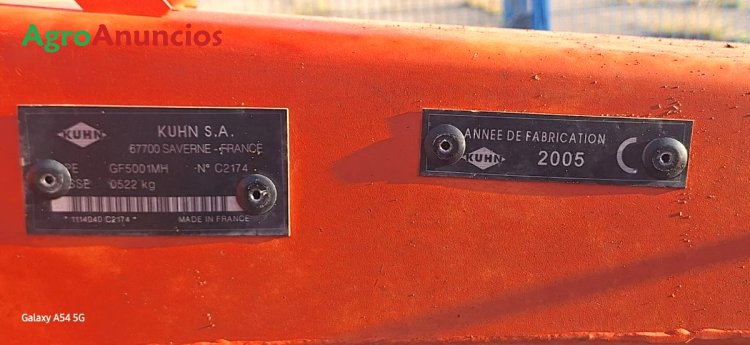 AgroAnuncios
KUHN
KUHN S.A.
67700 SAVERNE - FRANCE
GF5001MH N° C2174
0522 kg
* 1114040 C2174 *
MADE IN FRANCE
ANNEE DE FABRICATION
KUHN
2005
Galaxy A54 5G